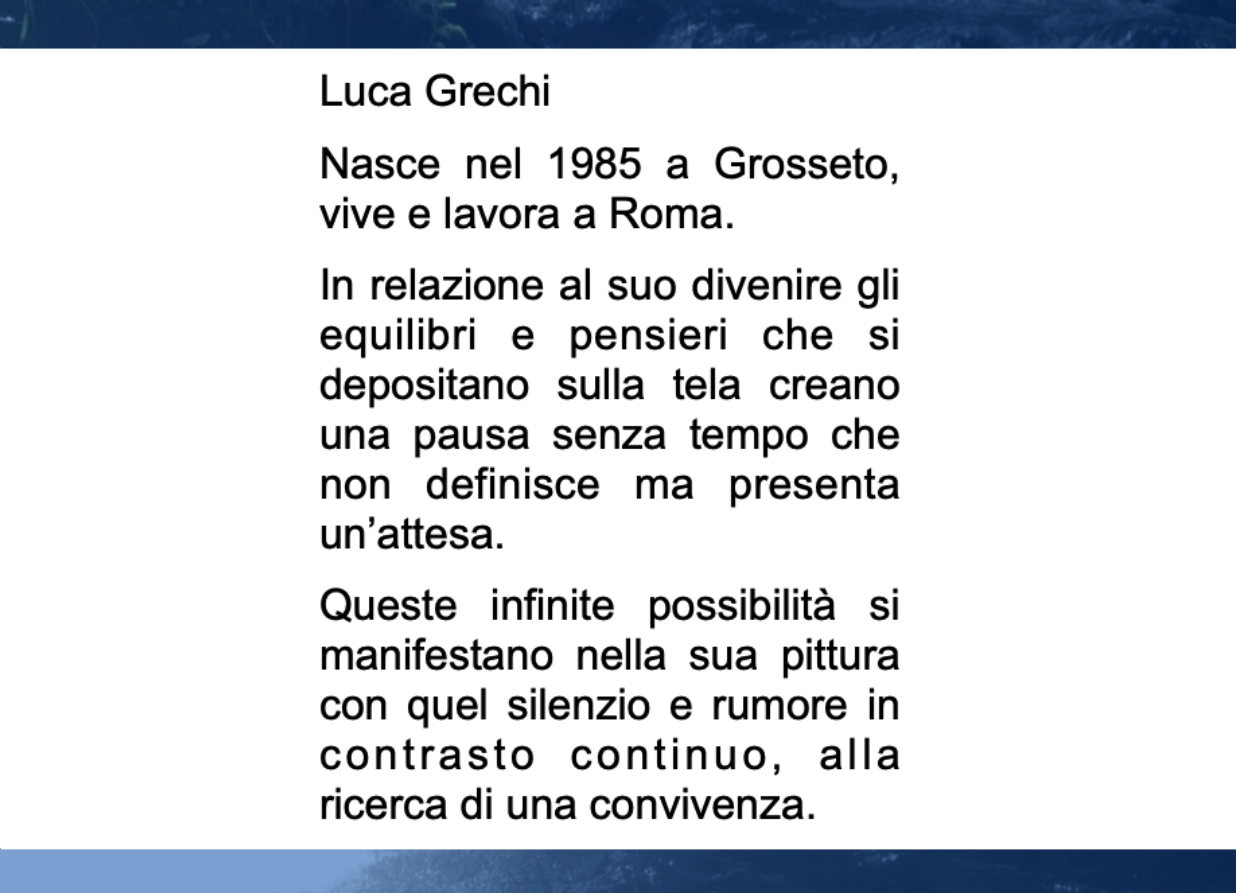 Luca Grechi
Nasce nel 1985 a Grosseto,
vive e lavora a Roma.
In relazione al suo divenire gli
equilibri e pensieri che si
depositano sulla tela creano
una pausa senza tempo che
non definisce ma presenta
un’attesa.
Queste infinite possibilità si
manifestano nella sua pittura
con quel silenzio e rumore in
contrasto continuo, alla
ricerca di una convivenza.